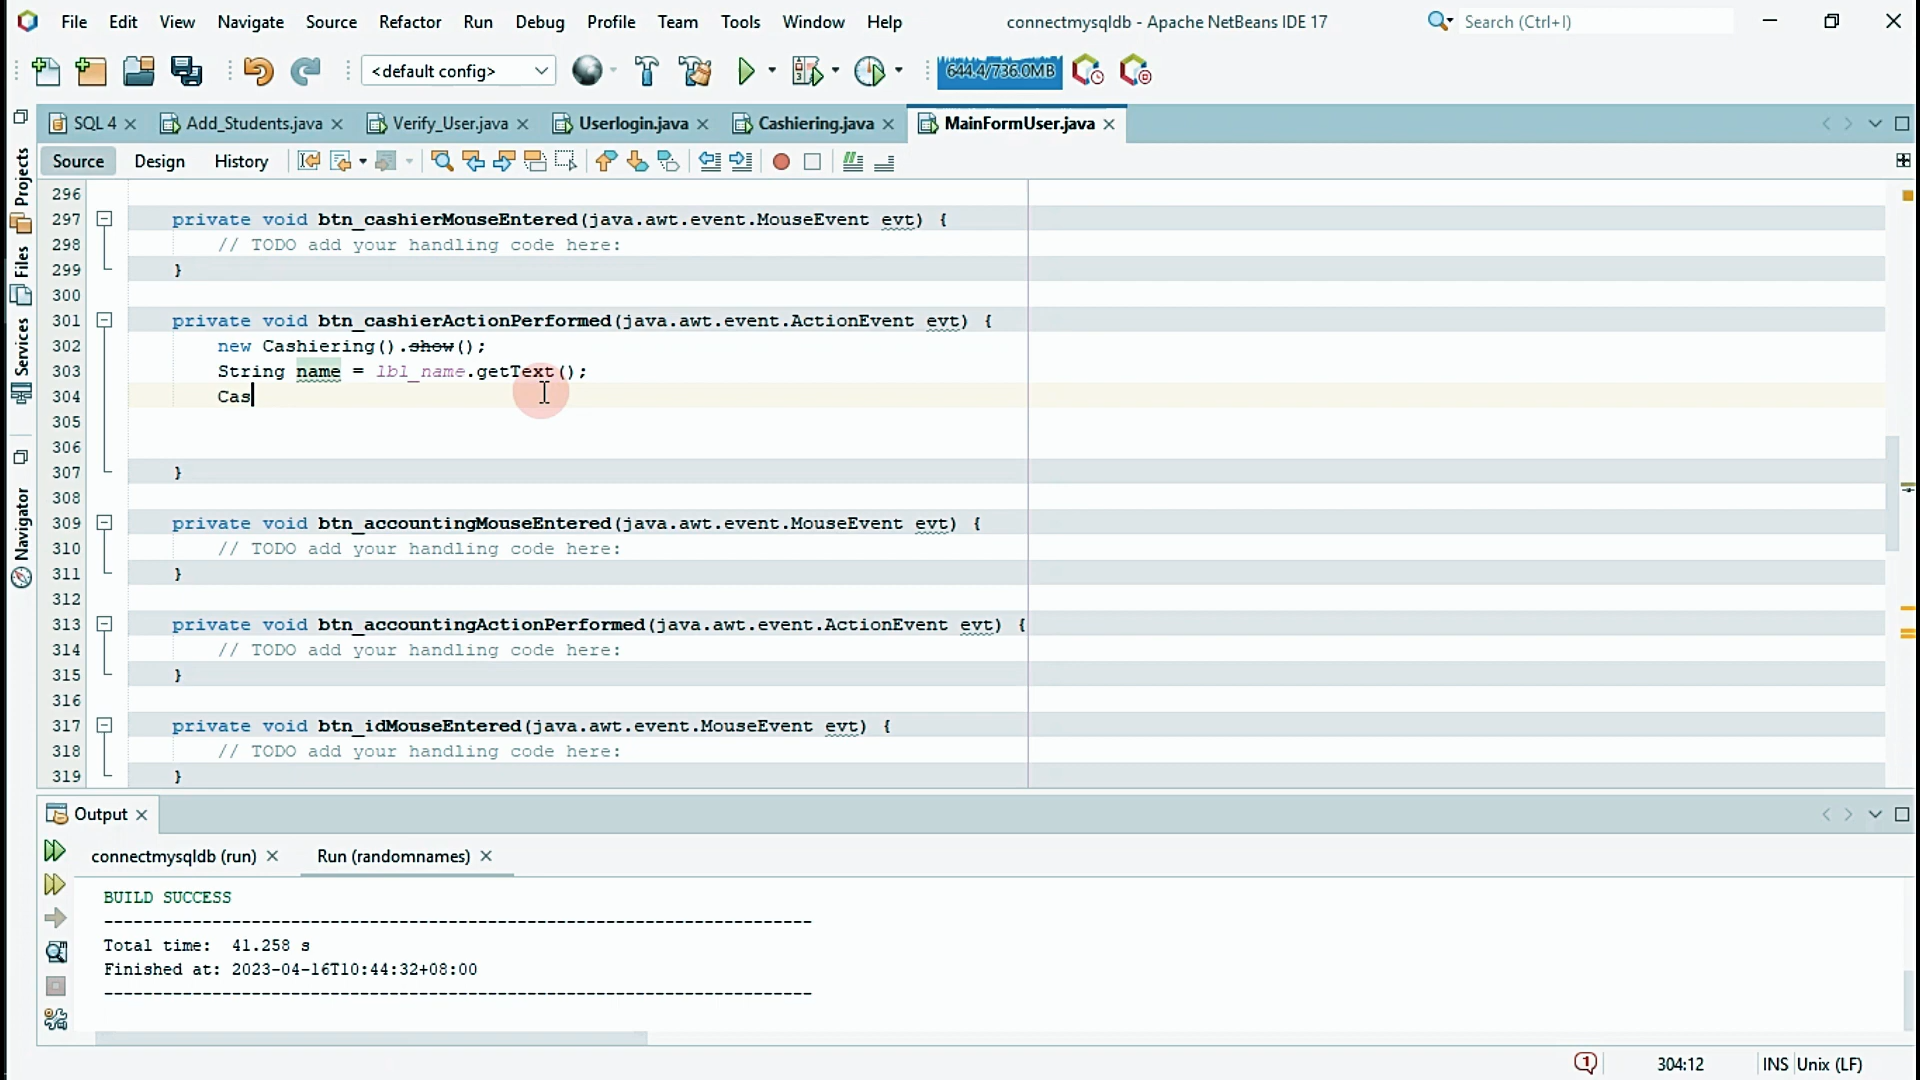 File Edit View Navigate Source Refactor Run Debug Profile Team Tools Window Help connectmysqldb - Apache NetBeans IDE 17 Search (Ctrl+I)
<default config> 644.4/736.0MB
SQL 4 Add_Students.java Verify_User.java Userlogin.java Cashiering.java MainFormUser.java
Source Design History
Projects
Files
Services
Navigator
296
297 private void btn_cashierMouseEntered(java.awt.event.MouseEvent evt) {
298 // TODO add your handling code here:
299 }
300
301 private void btn_cashierActionPerformed(java.awt.event.ActionEvent evt) {
302 new Cashiering().show();
303 String name = lbl_name.getText();
304 Cas
305
306
307 }
308
309 private void btn_accountingMouseEntered(java.awt.event.MouseEvent evt) {
310 // TODO add your handling code here:
311 }
312
313 private void btn_accountingActionPerformed(java.awt.event.ActionEvent evt) {
314 // TODO add your handling code here:
315 }
316
317 private void btn_idMouseEntered(java.awt.event.MouseEvent evt) {
318 // TODO add your handling code here:
319 }
Output
connectmysqldb (run) Run (randomnames)
BUILD SUCCESS
------------------------------------------------------------------------
Total time: 41.258 s
Finished at: 2023-04-16T10:44:32+08:00
------------------------------------------------------------------------
1 304:12 INS Unix (LF)